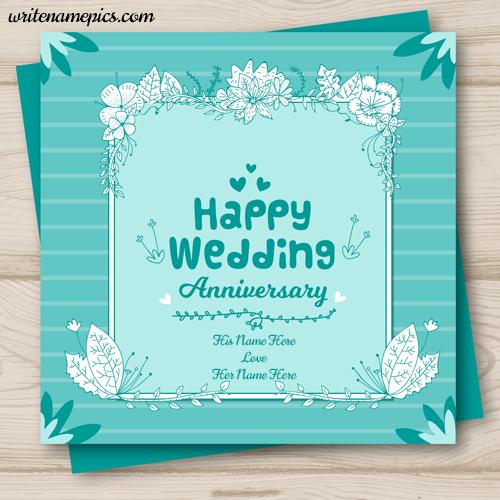 writenamepics.com
Happy
Wedding
Anniversary
His Name Here
Love
Her Name Here